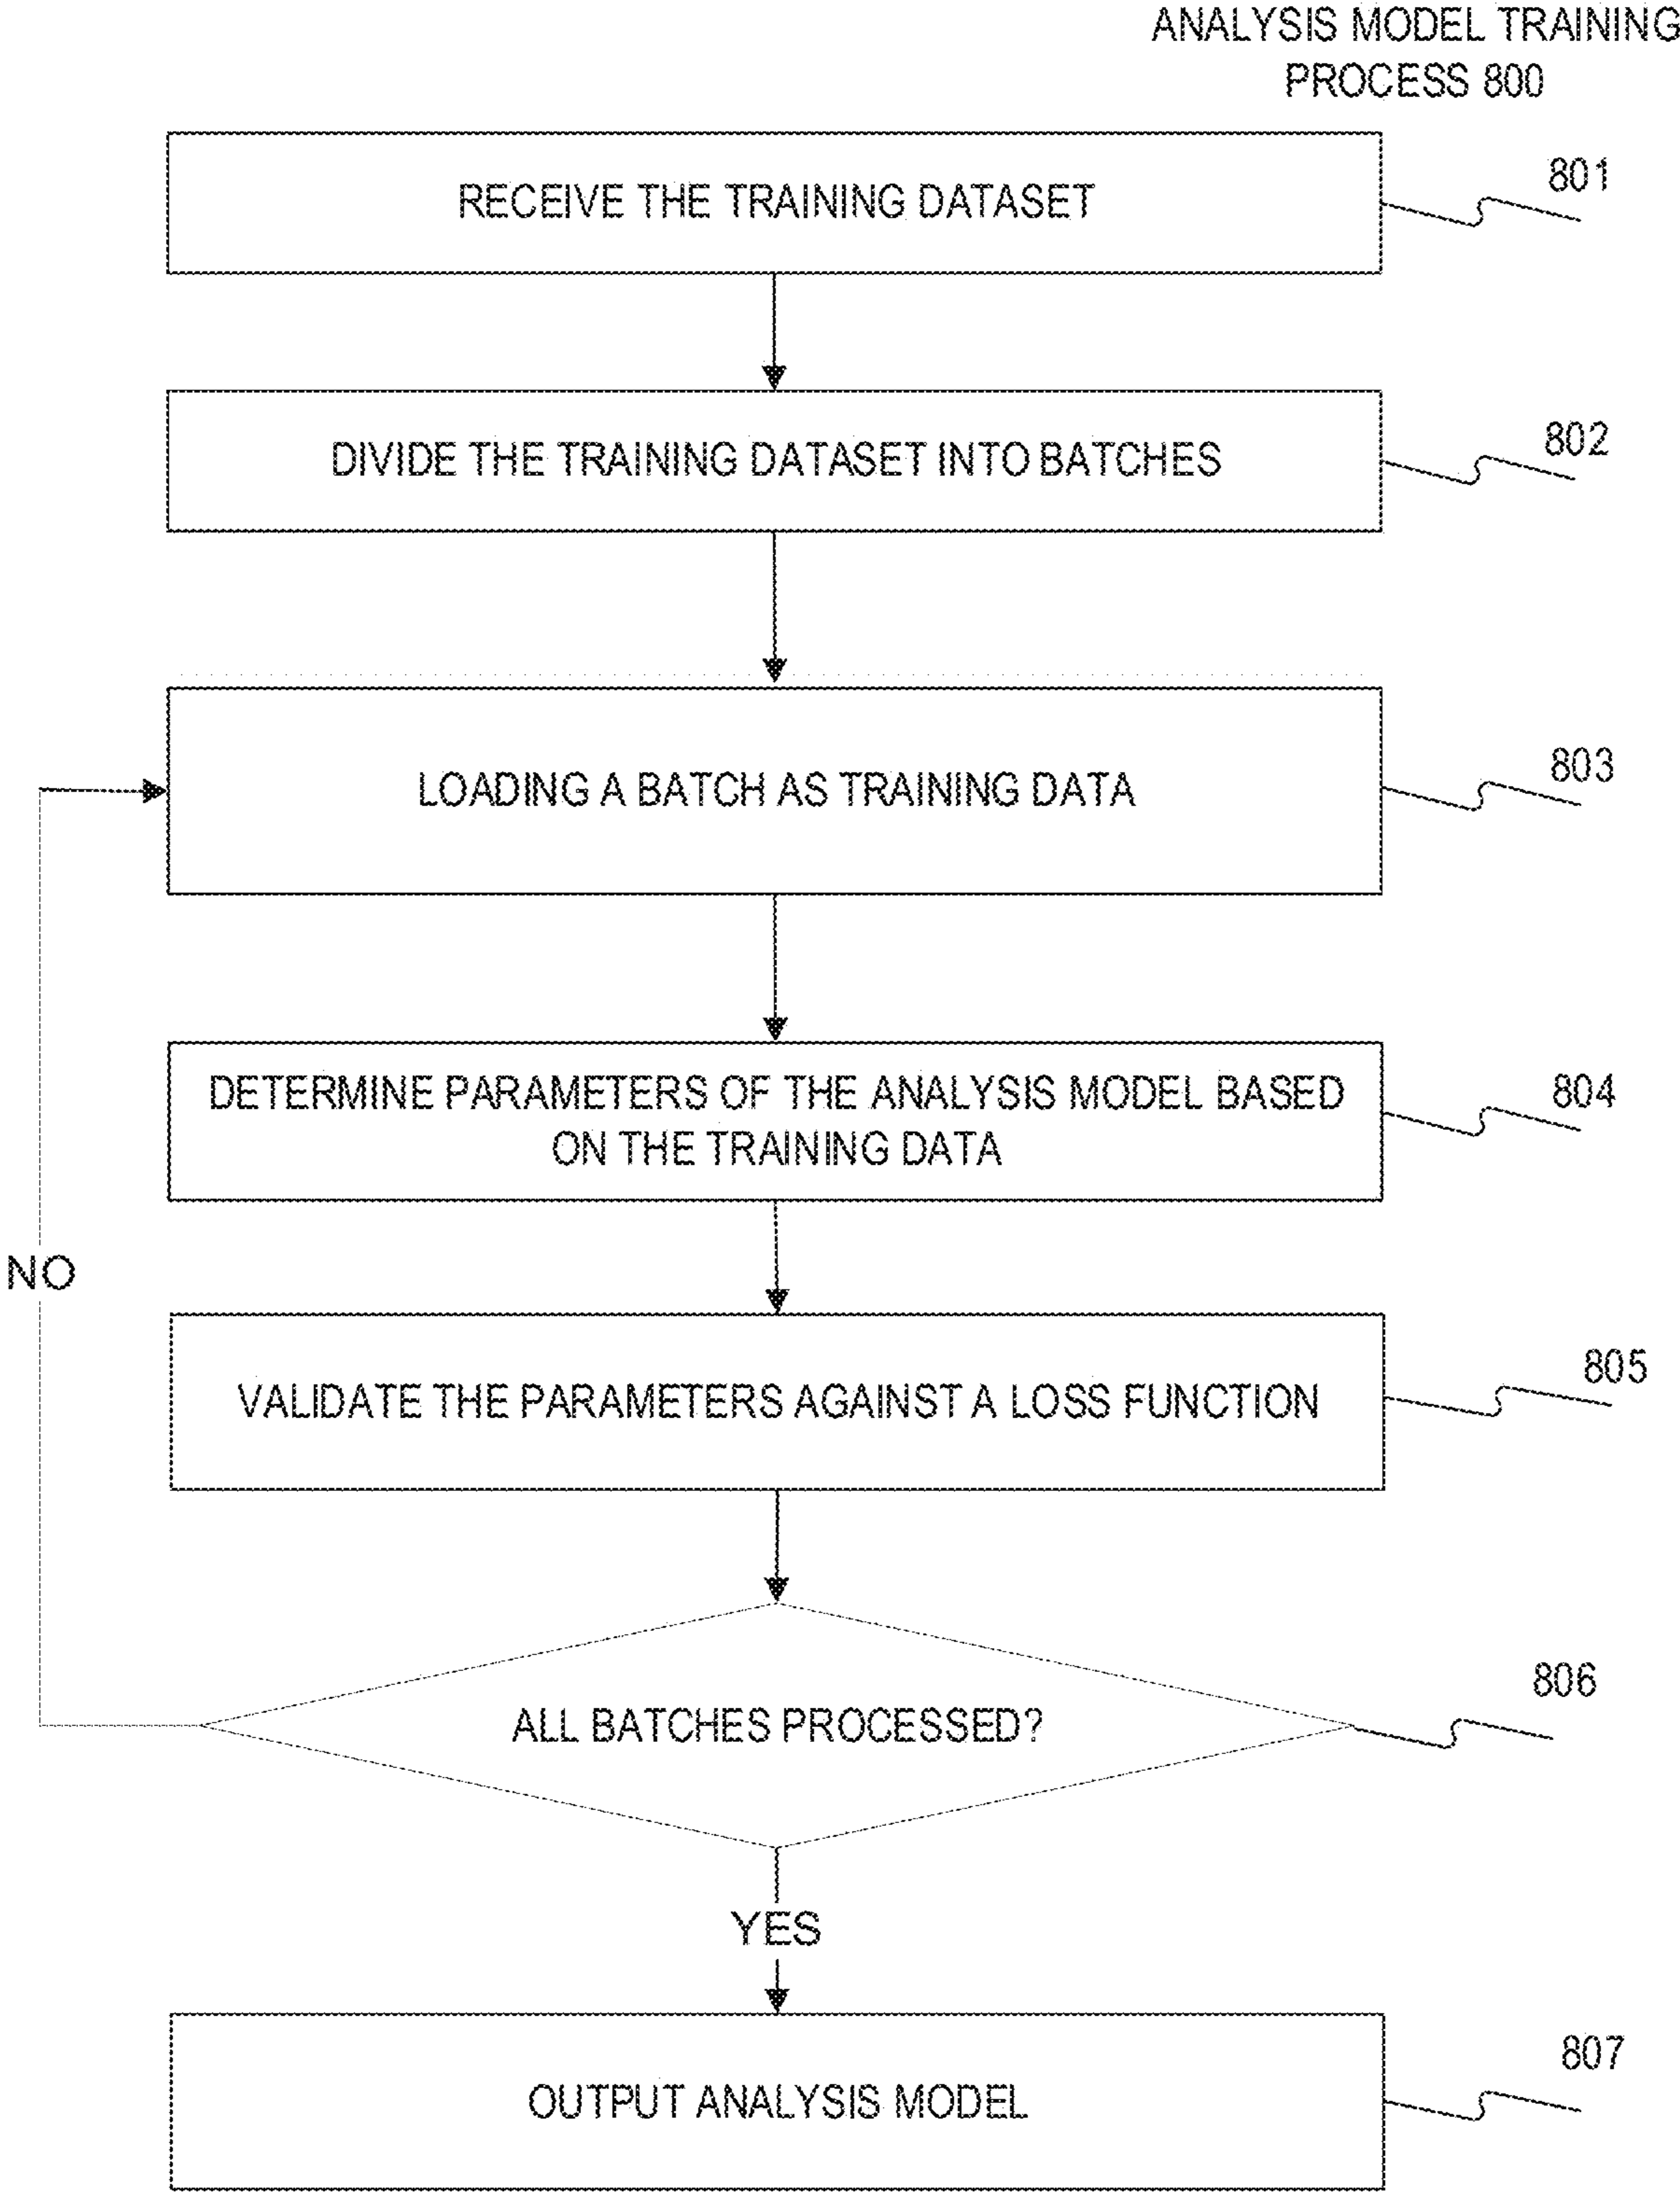 ANALYSIS MODEL TRAINING
PROCESS 800
RECEIVE THE TRAINING DATASET
801
DIVIDE THE TRAINING DATASET INTO BATCHES
802
LOADING A BATCH AS TRAINING DATA
803
DETERMINE PARAMETERS OF THE ANALYSIS MODEL BASED
ON THE TRAINING DATA
804
NO
VALIDATE THE PARAMETERS AGAINST A LOSS FUNCTION
805
ALL BATCHES PROCESSED?
806
YES
OUTPUT ANALYSIS MODEL
807